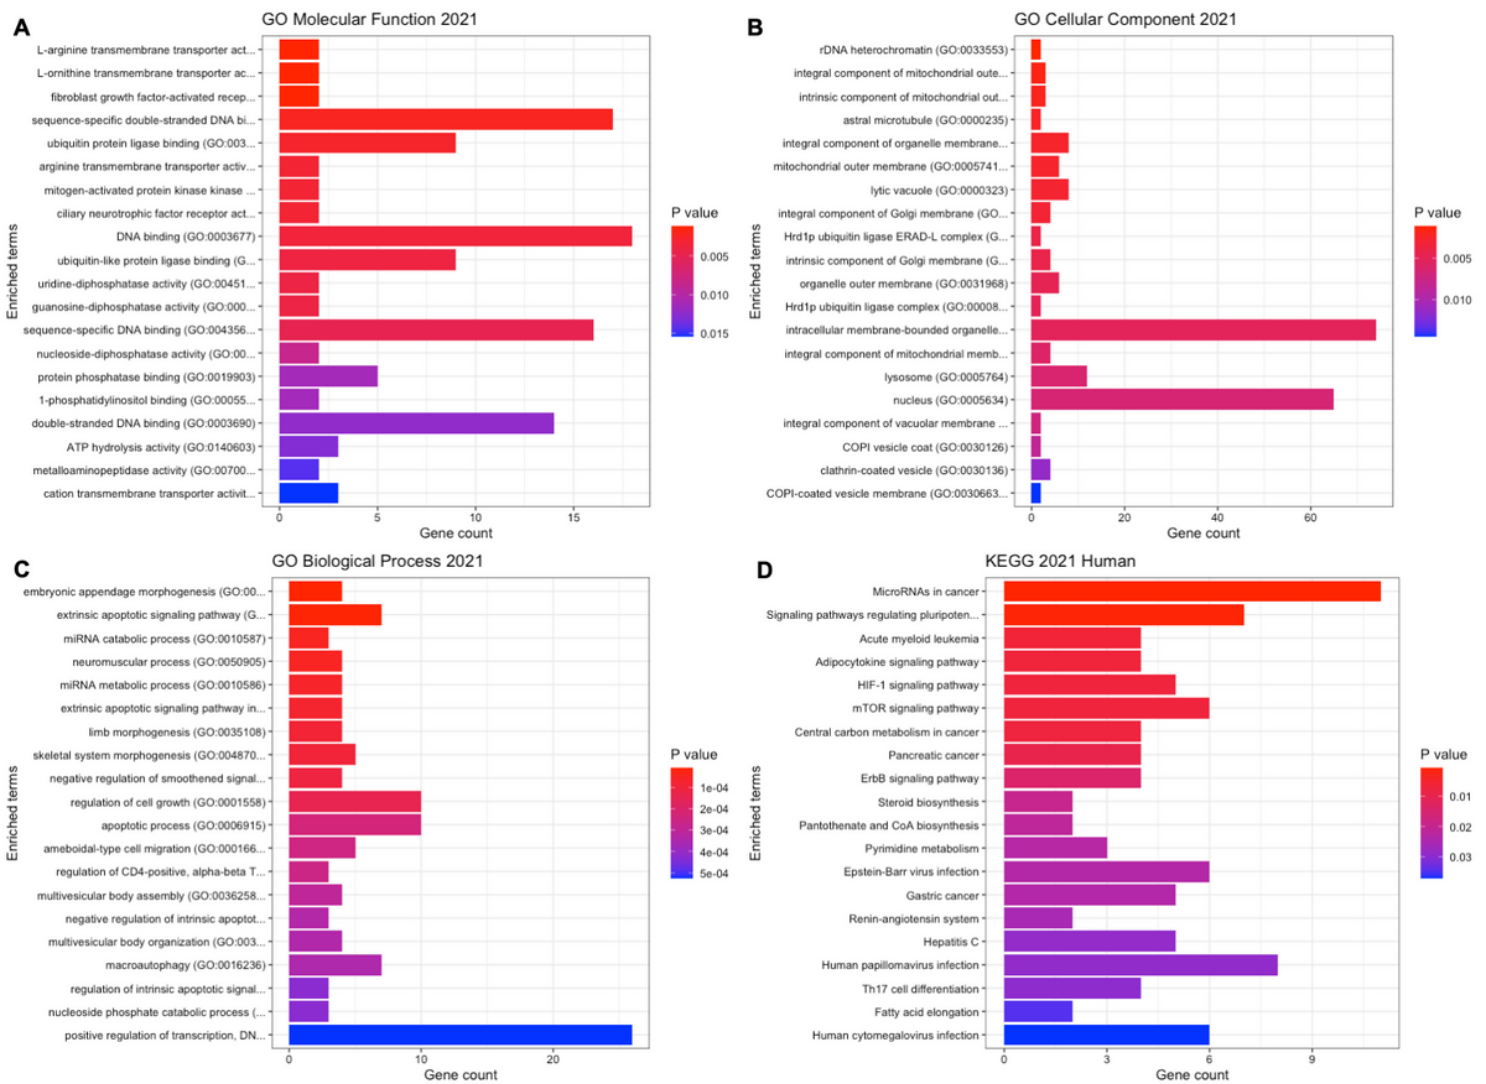 A
GO Molecular Function 2021
L-arginine transmembrane transporter act...
L-ornithine transmembrane transporter ac...
fibroblast growth factor-activated recep...
sequence-specific double-stranded DNA bi...
ubiquitin protein ligase binding (GO:003...
arginine transmembrane transporter activ...
mitogen-activated protein kinase kinase ...
ciliary neurotrophic factor receptor act...
DNA binding (GO:0003677)
ubiquitin-like protein ligase binding (G...
uridine-diphosphatase activity (GO:00451...
guanosine-diphosphatase activity (GO:000...
sequence-specific DNA binding (GO:004356...
nucleoside-diphosphatase activity (GO:00...
protein phosphatase binding (GO:0019903)
1-phosphatidylinositol binding (GO:00055...
double-stranded DNA binding (GO:0003690)
ATP hydrolysis activity (GO:0140603)
metalloaminopeptidase activity (GO:00700...
cation transmembrane transporter activit...
Enriched terms
0 5 10 15
Gene count
P value
0.005
0.010
0.015
B
GO Cellular Component 2021
rDNA heterochromatin (GO:0033553)
integral component of mitochondrial oute...
intrinsic component of mitochondrial out...
astral microtubule (GO:0000235)
integral component of organelle membrane...
mitochondrial outer membrane (GO:0005741...
lytic vacuole (GO:0000323)
integral component of Golgi membrane (GO...
Hrd1p ubiquitin ligase ERAD-L complex (G...
intrinsic component of Golgi membrane (G...
organelle outer membrane (GO:0031968)
Hrd1p ubiquitin ligase complex (GO:00008...
intracellular membrane-bounded organelle...
integral component of mitochondrial memb...
lysosome (GO:0005764)
nucleus (GO:0005634)
integral component of vacuolar membrane ...
COPI vesicle coat (GO:0030126)
clathrin-coated vesicle (GO:0030136)
COPI-coated vesicle membrane (GO:0030663...
Enriched terms
0 20 40 60
Gene count
P value
0.005
0.010
C
GO Biological Process 2021
embryonic appendage morphogenesis (GO:00...
extrinsic apoptotic signaling pathway (G...
miRNA catabolic process (GO:0010587)
neuromuscular process (GO:0050905)
miRNA metabolic process (GO:0010586)
extrinsic apoptotic signaling pathway in...
limb morphogenesis (GO:0035108)
skeletal system morphogenesis (GO:004870...
negative regulation of smoothened signal...
regulation of cell growth (GO:0001558)
apoptotic process (GO:0006915)
ameboidal-type cell migration (GO:000166...
regulation of CD4-positive, alpha-beta T...
multivesicular body assembly (GO:0036258...
negative regulation of intrinsic apoptot...
multivesicular body organization (GO:003...
macroautophagy (GO:0016236)
regulation of intrinsic apoptotic signal...
nucleoside phosphate catabolic process (...
positive regulation of transcription, DN...
Enriched terms
0 10 20
Gene count
P value
1e-04
2e-04
3e-04
4e-04
5e-04
D
KEGG 2021 Human
MicroRNAs in cancer
Signaling pathways regulating pluripoten...
Acute myeloid leukemia
Adipocytokine signaling pathway
HIF-1 signaling pathway
mTOR signaling pathway
Central carbon metabolism in cancer
Pancreatic cancer
ErbB signaling pathway
Steroid biosynthesis
Pantothenate and CoA biosynthesis
Pyrimidine metabolism
Epstein-Barr virus infection
Gastric cancer
Renin-angiotensin system
Hepatitis C
Human papillomavirus infection
Th17 cell differentiation
Fatty acid elongation
Human cytomegalovirus infection
Enriched terms
0 3 6 9
Gene count
P value
0.01
0.02
0.03